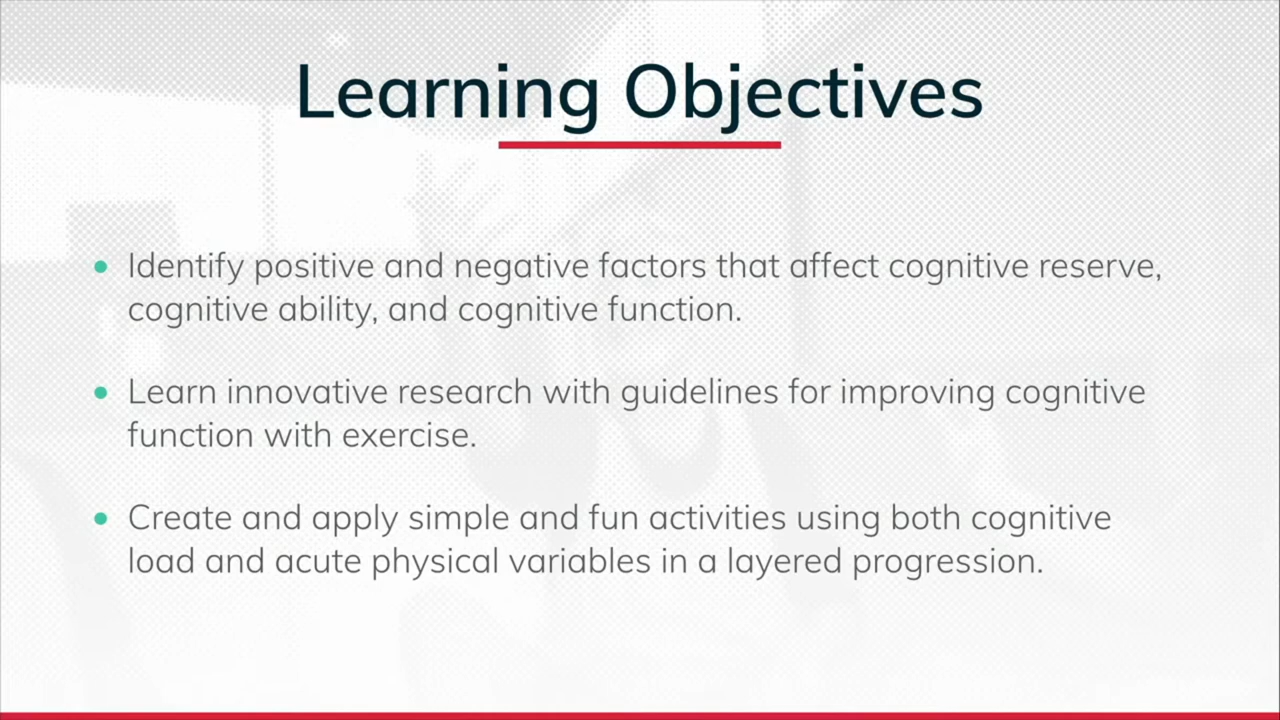 Learning Objectives
• Identify positive and negative factors that affect cognitive reserve,
cognitive ability, and cognitive function.
• Learn innovative research with guidelines for improving cognitive
function with exercise.
• Create and apply simple and fun activities using both cognitive
load and acute physical variables in a layered progression.